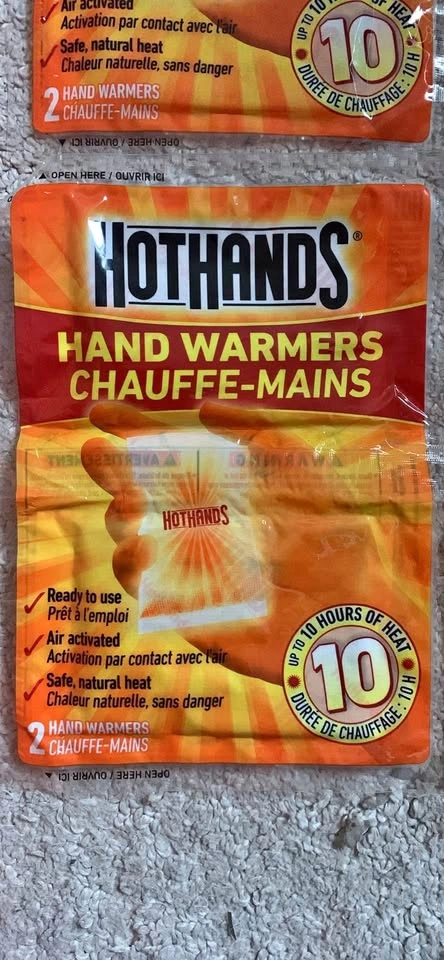 Air activated
Activation par contact avec l'air
Safe, natural heat
Chaleur naturelle, sans danger
2 HAND WARMERS
CHAUFFE-MAINS
UP TO 10 HOURS OF HEAT
10
DURÉE DE CHAUFFAGE : 10 H
▲ OPEN HERE / OUVRIR ICI
▲ OPEN HERE / OUVRIR ICI
HOTHANDS®
HAND WARMERS
CHAUFFE-MAINS
▲ AVERTISSEMENT
▲ WARNING
HOTHANDS
Ready to use
Prêt à l'emploi
Air activated
Activation par contact avec l'air
Safe, natural heat
Chaleur naturelle, sans danger
2 HAND WARMERS
CHAUFFE-MAINS
UP TO 10 HOURS OF HEAT
10
DURÉE DE CHAUFFAGE : 10 H
▲ OPEN HERE / OUVRIR ICI